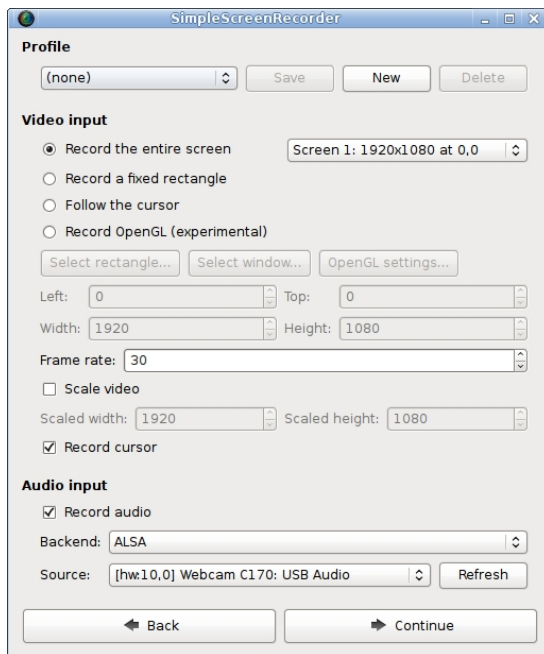 SimpleScreenRecorder
Profile
(none) Save New Delete
Video input
Record the entire screen Screen 1: 1920x1080 at 0,0
Record a fixed rectangle
Follow the cursor
Record OpenGL (experimental)
Select rectangle... Select window... OpenGL settings...
Left: 0 Top: 0
Width: 1920 Height: 1080
Frame rate: 30
Scale video
Scaled width: 1920 Scaled height: 1080
Record cursor
Audio input
Record audio
Backend: ALSA
Source: [hw:10,0] Webcam C170: USB Audio Refresh
Back Continue